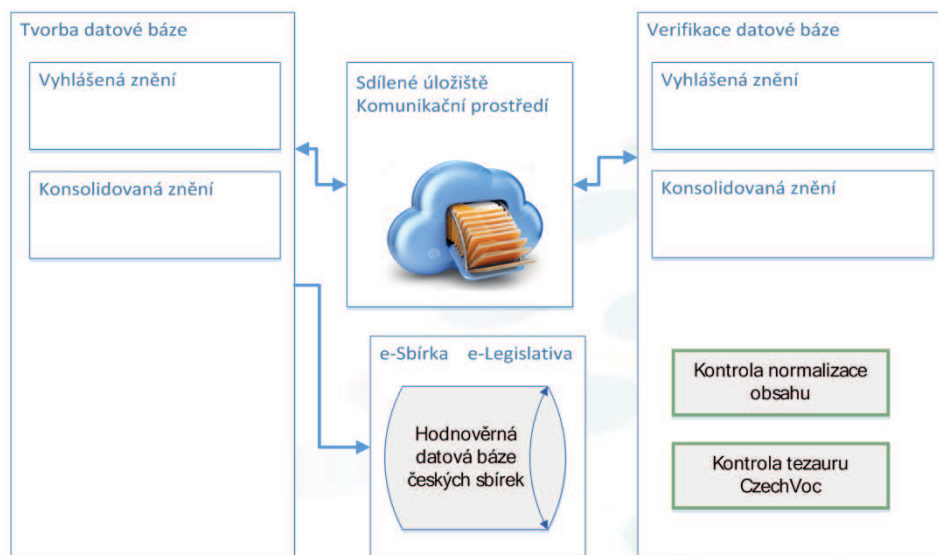 Tvorba datové báze
Vyhlášená znění
Konsolidovaná znění
Sdílené úložiště
Komunikační prostředí
e-Sbírka e-Legislativa
Hodnověrná
datová báze
českých sbírek
Verifikace datové báze
Vyhlášená znění
Konsolidovaná znění
Kontrola normalizace
obsahu
Kontrola tezauru
CzechVoc